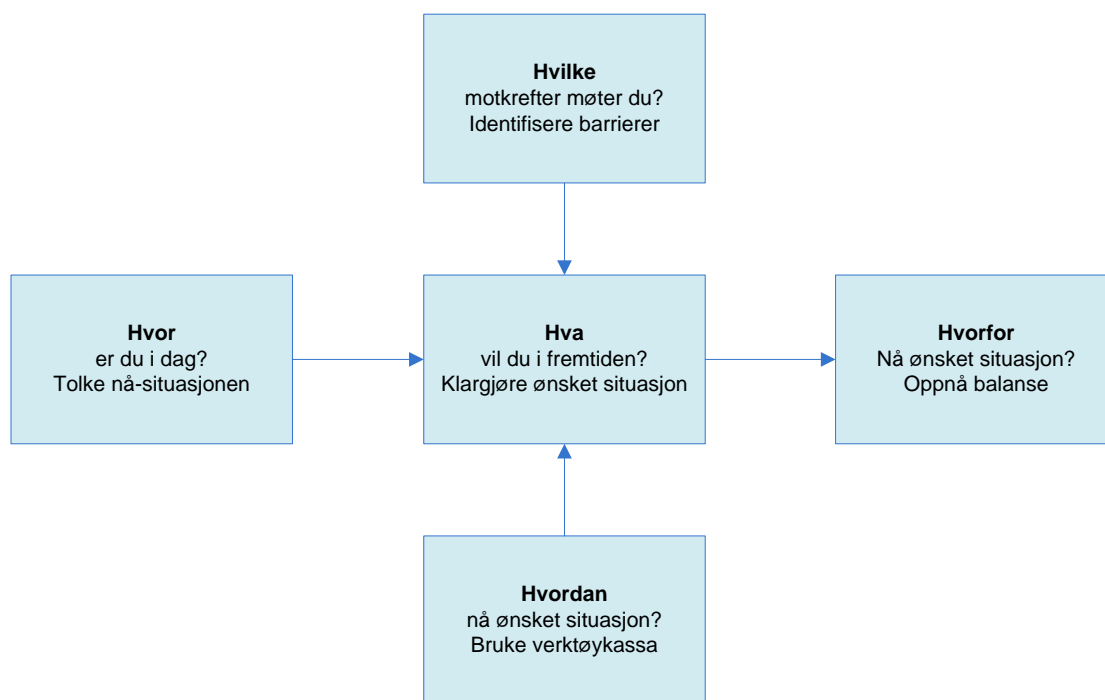 Hvilke
motkrefter møter du?
Identifisere barrierer
Hvor
er du i dag?
Tolke nå-situasjonen
Hva
vil du i fremtiden?
Klargjøre ønsket situasjon
Hvorfor
Nå ønsket situasjon?
Oppnå balanse
Hvordan
nå ønsket situasjon?
Bruke verktøykassa